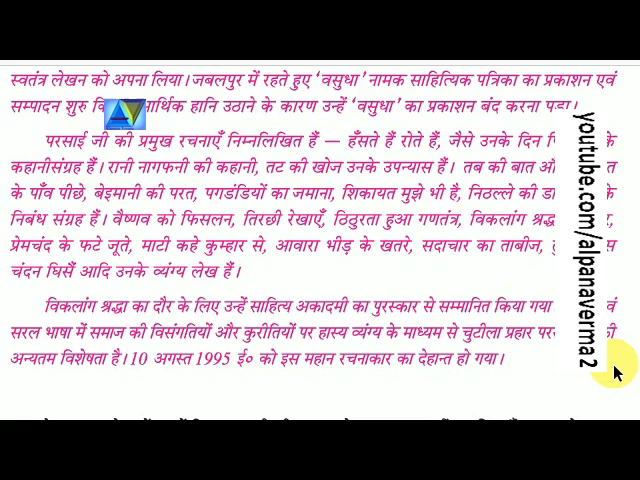 स्वतंत्र लेखन को अपना लिया। जबलपुर में रहते हुए ‘वसुधा’ नामक साहित्यिक पत्रिका का प्रकाशन एवं
सम्पादन शुरु आर्थिक हानि उठाने के कारण उन्हें ‘वसुधा’ का प्रकाशन बंद करना पड़ा।
परसाई जी की प्रमुख रचनाएँ निम्नलिखित हैं — हँसते हैं रोते हैं, जैसे उनके दिन
कहानीसंग्रह हैं। रानी नागफनी की कहानी, तट की खोज उनके उपन्यास हैं। तब की बात
के पाँव पीछे, बेइमानी की परत, पगडंडियों का जमाना, शिकायत मुझे भी है, निठल्ले की
निबंध संग्रह हैं। वैष्णव को फिसलन, तिरछी रेखाएँ, ठिठुरता हुआ गणतंत्र, विकलांग श्रद्धा
प्रेमचंद के फटे जूते, माटी कहे कुम्हार से, आवारा भीड़ के खतरे, सदाचार का ताबीज,
चंदन घिसैं आदि उनके व्यंग्य लेख हैं।
विकलांग श्रद्धा का दौर के लिए उन्हें साहित्य अकादमी का पुरस्कार से सम्मानित किया गया
सरल भाषा में समाज की विसंगतियों और कुरीतियों पर हास्य व्यंग्य के माध्यम से चुटीला प्रहार
अन्यतम विशेषता है। 10 अगस्त 1995 ई० को इस महान रचनाकार का देहान्त हो गया।
youtube.com/alpanaverma2